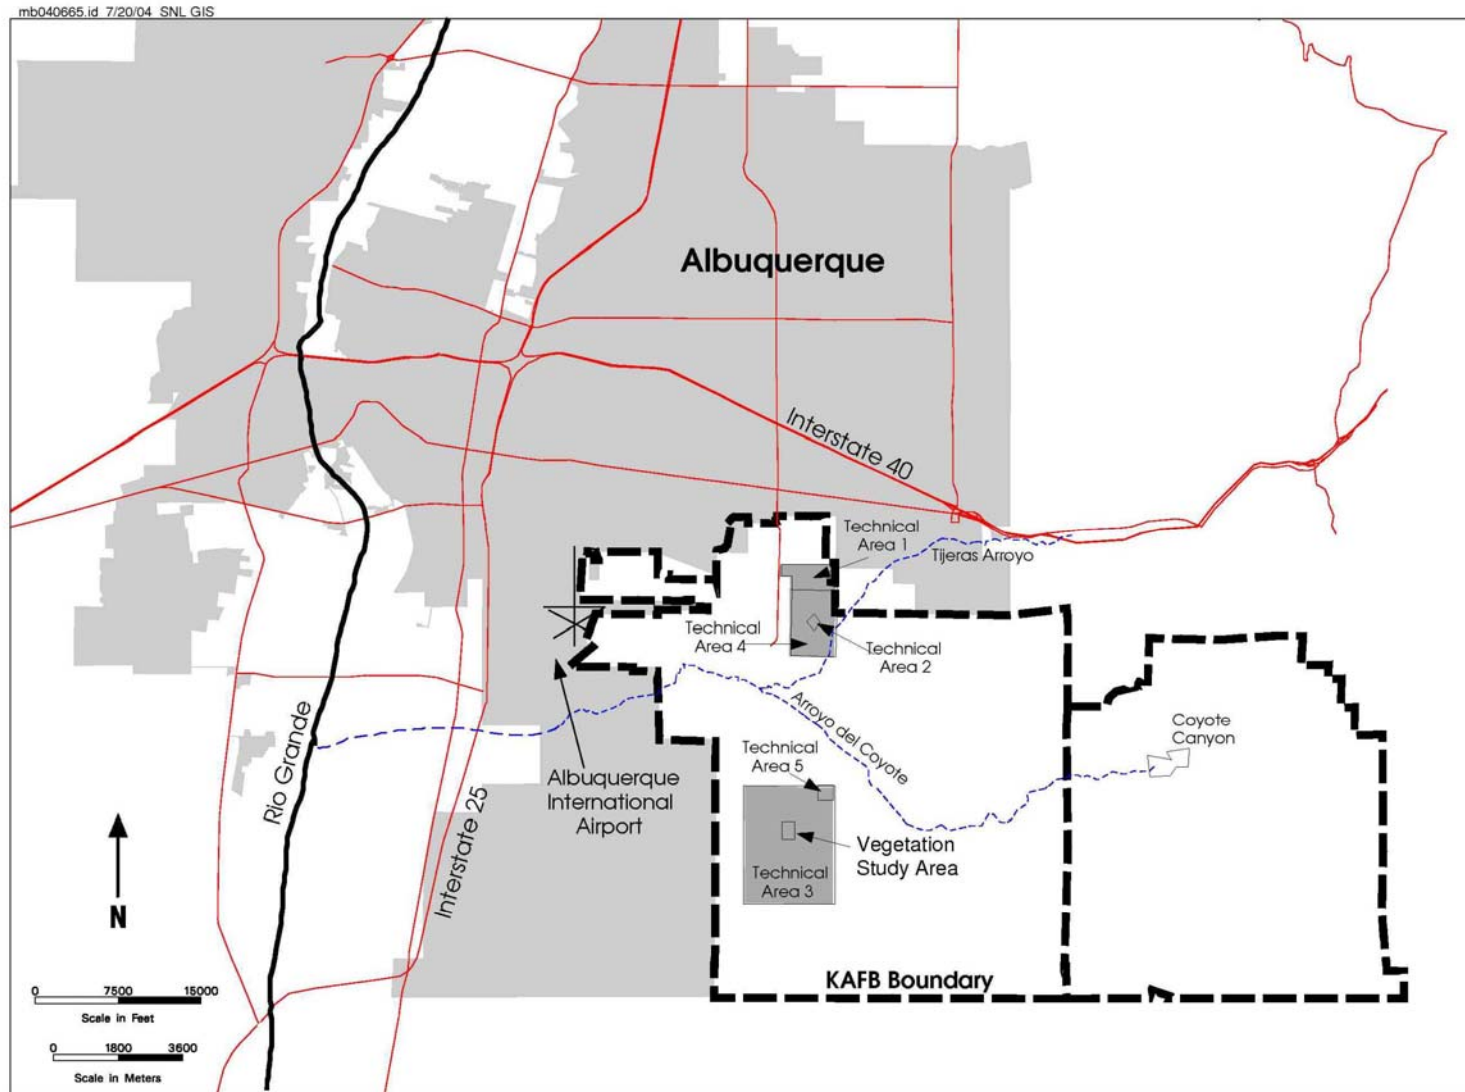 mb040665.id 7/20/04 SNL GIS
Albuquerque
Interstate 40
Technical
Area 1
Tijeras Arroyo
Technical
Area 4
Technical
Area 2
Coyote
Canyon
Arroyo del Coyote
Technical
Area 5
Rio Grande
Albuquerque
International
Airport
Interstate 25
Vegetation
Study Area
Technical
Area 3
N
KAFB Boundary
0 7500 15000
Scale in Feet
0 1800 3600
Scale in Meters